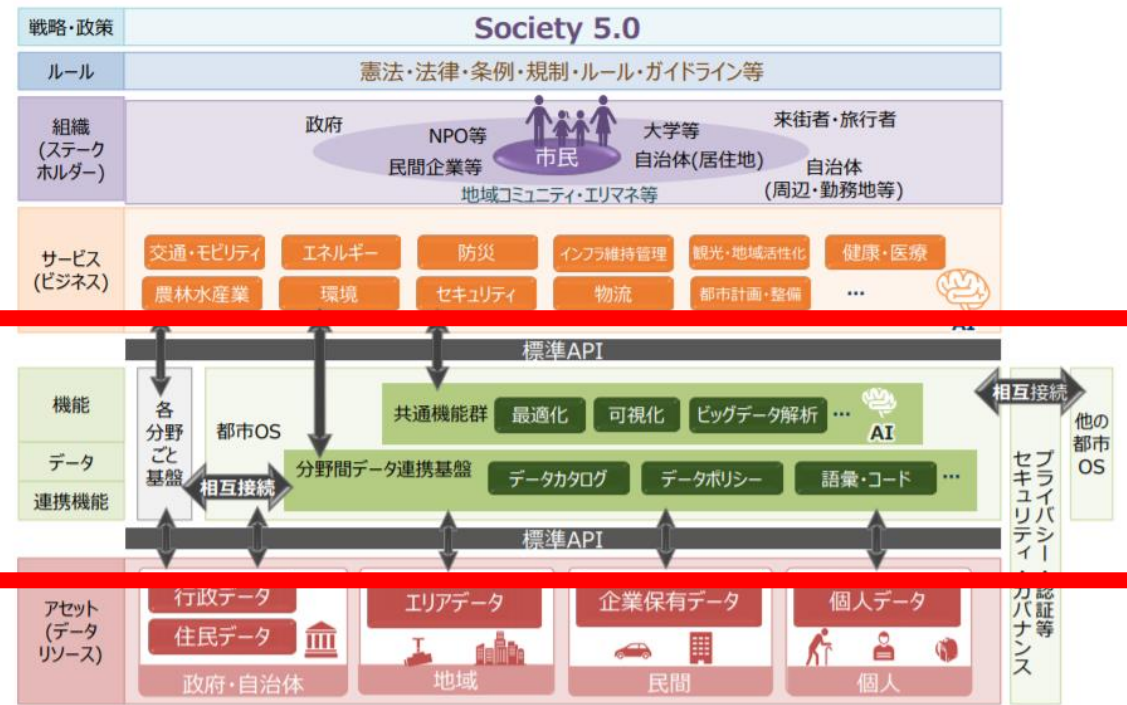 戦略・政策
Society 5.0
ルール
憲法・法律・条例・規制・ルール・ガイドライン等
組織
(ステーク
ホルダー)
政府
NPO等
民間企業等
市民
大学等
自治体(居住地)
来街者・旅行者
自治体
(周辺・勤務地等)
地域コミュニティ・エリマネ等
サービス
(ビジネス)
交通・モビリティ
エネルギー
防災
インフラ維持管理
観光・地域活性化
健康・医療
農林水産業
環境
セキュリティ
物流
都市計画・整備
…
AI
標準API
機能
データ
連携機能
各
分野
ごと
基盤
都市OS
共通機能群
最適化
可視化
ビッグデータ解析
…
AI
相互接続
分野間データ連携基盤
データカタログ
データポリシー
語彙・コード
…
相互接続
他の
都市
OS
プライバシー・認証等
セキュリティ・ガバナンス
標準API
アセット
(データ
リソース)
行政データ
住民データ
政府・自治体
エリアデータ
地域
企業保有データ
民間
個人データ
個人